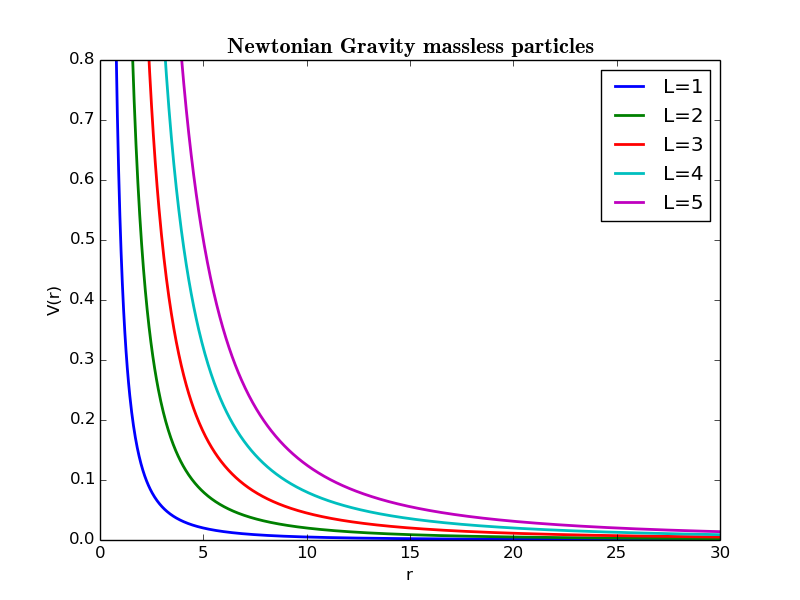 Newtonian Gravity massless particles
0.8
0.7
0.6
0.5
0.4
0.3
0.2
0.1
0.0
V(r)
L=1
L=2
L=3
L=4
L=5
0 5 10 15 20 25 30
r